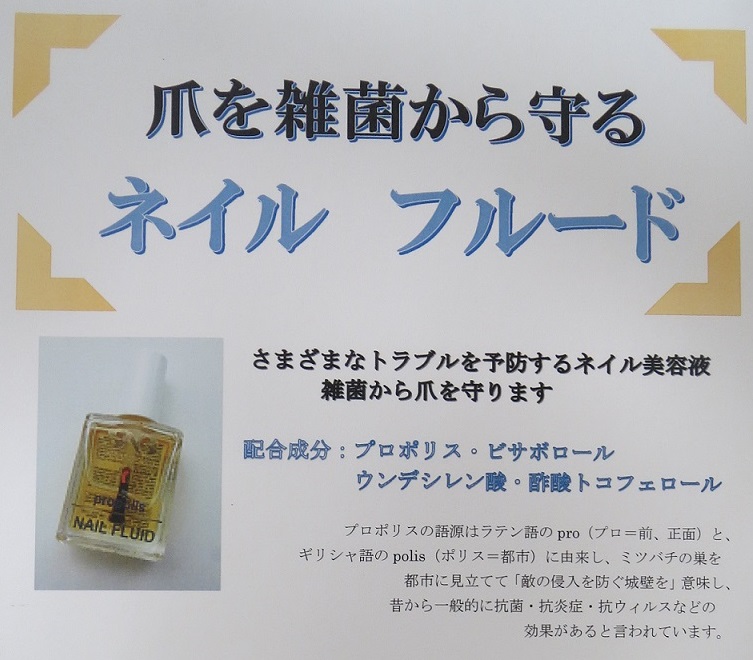 爪を雑菌から守る
ネイル フルード
さまざまなトラブルを予防するネイル美容液
雑菌から爪を守ります
配合成分：プロポリス・ビサボロール
ウンデシレン酸・酢酸トコフェロール
propolis
NAIL FLUID
プロポリスの語源はラテン語の pro（プロ＝前、正面）と、
ギリシャ語の polis（ポリス＝都市）に由来し、ミツバチの巣を
都市に見立てて「敵の侵入を防ぐ城壁を」意味し、
昔から一般的に抗菌・抗炎症・抗ウィルスなどの
効果があると言われています。